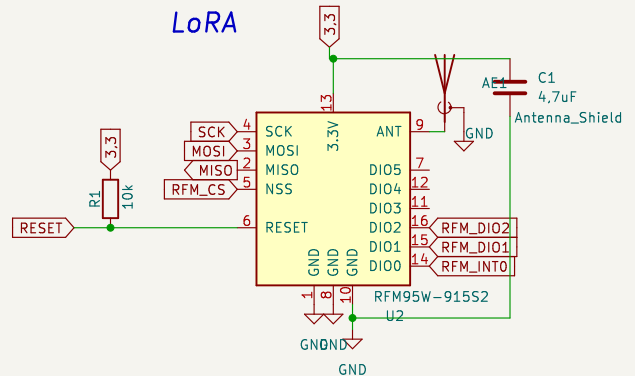 LoRA
3,3
13
AE1
C1
4,7uF
Antenna_Shield
GND
3,3
R1
10k
RESET
SCK
4
SCK
3.3V
ANT
9
MOSI
3
MOSI
MISO
2
MISO
DIO5
7
RFM_CS
5
NSS
DIO4
12
DIO3
11
6
RESET
DIO2
16
RFM_DIO2
DIO1
15
RFM_DIO1
DIO0
14
RFM_INT0
GND
GND
GND
1
8
10
RFM95W-915S2
U2
GND
GND
GND